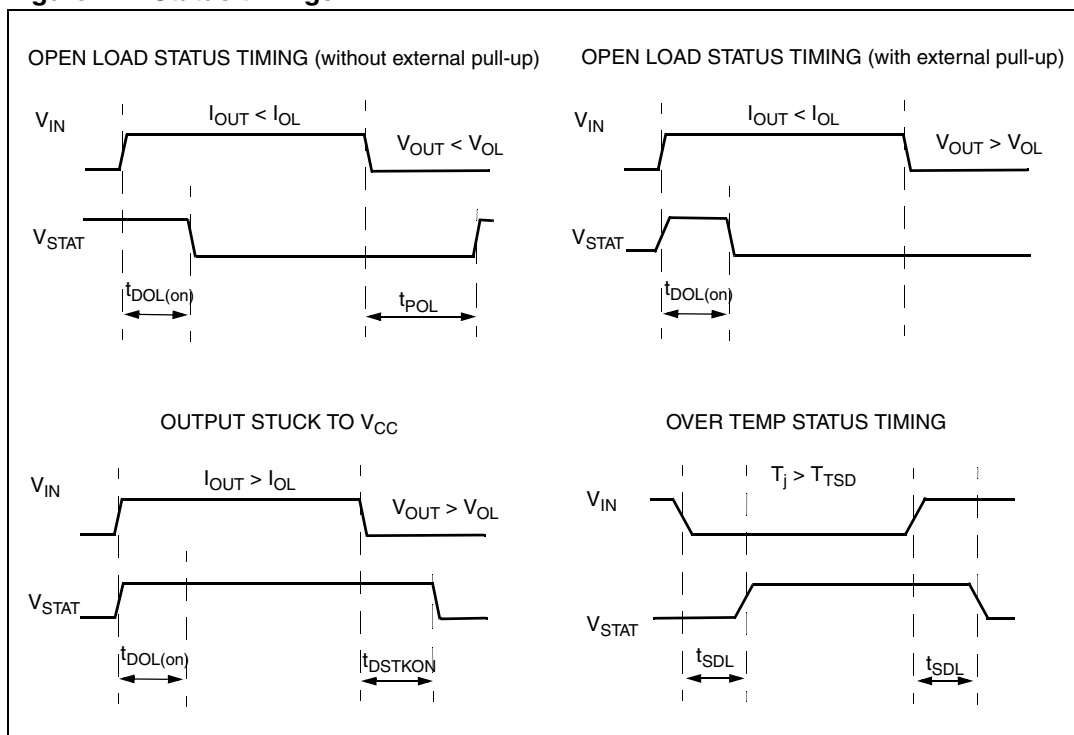 OPEN LOAD STATUS TIMING (without external pull-up)
V_IN
I_OUT < I_OL
V_OUT < V_OL
V_STAT
t_DOL(on)
t_POL
OPEN LOAD STATUS TIMING (with external pull-up)
V_IN
I_OUT < I_OL
V_OUT > V_OL
V_STAT
t_DOL(on)
OUTPUT STUCK TO V_CC
V_IN
I_OUT > I_OL
V_OUT > V_OL
V_STAT
t_DOL(on)
t_DSTKON
OVER TEMP STATUS TIMING
V_IN
T_j > T_TSD
V_STAT
t_SDL
t_SDL